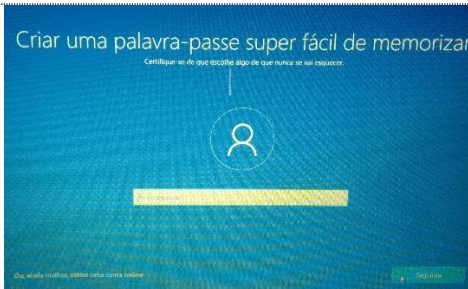 Criar uma palavra-passe super fácil de memorizar
Certifique-se de que escolhe algo de que nunca se vai esquecer.
Ou, ainda melhor, utilize uma conta online